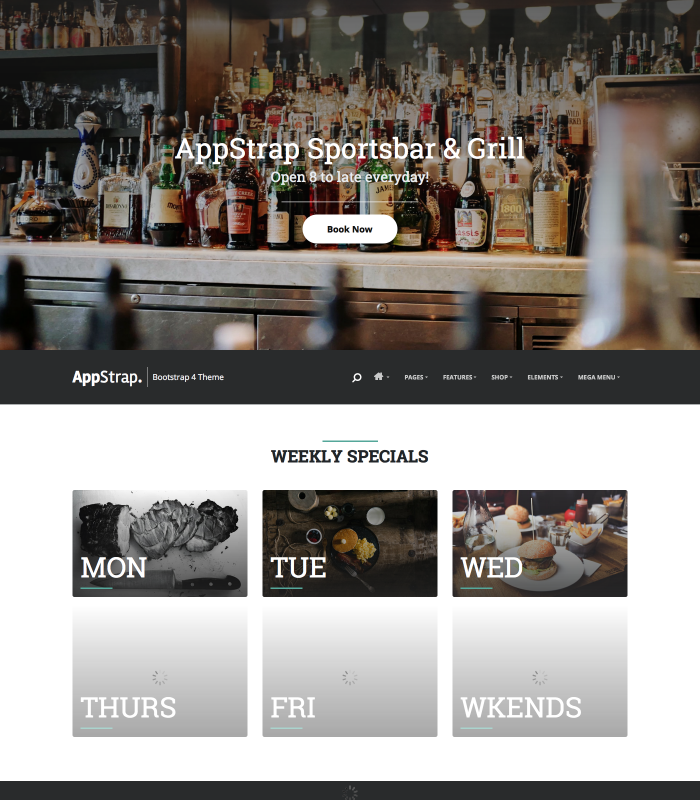 AppStrap Sportsbar & Grill
Open 8 to late everyday!
Book Now
AppStrap. Bootstrap 4 Theme
PAGES FEATURES SHOP ELEMENTS MEGA MENU
WEEKLY SPECIALS
MON TUE WED
THURS FRI WKENDS